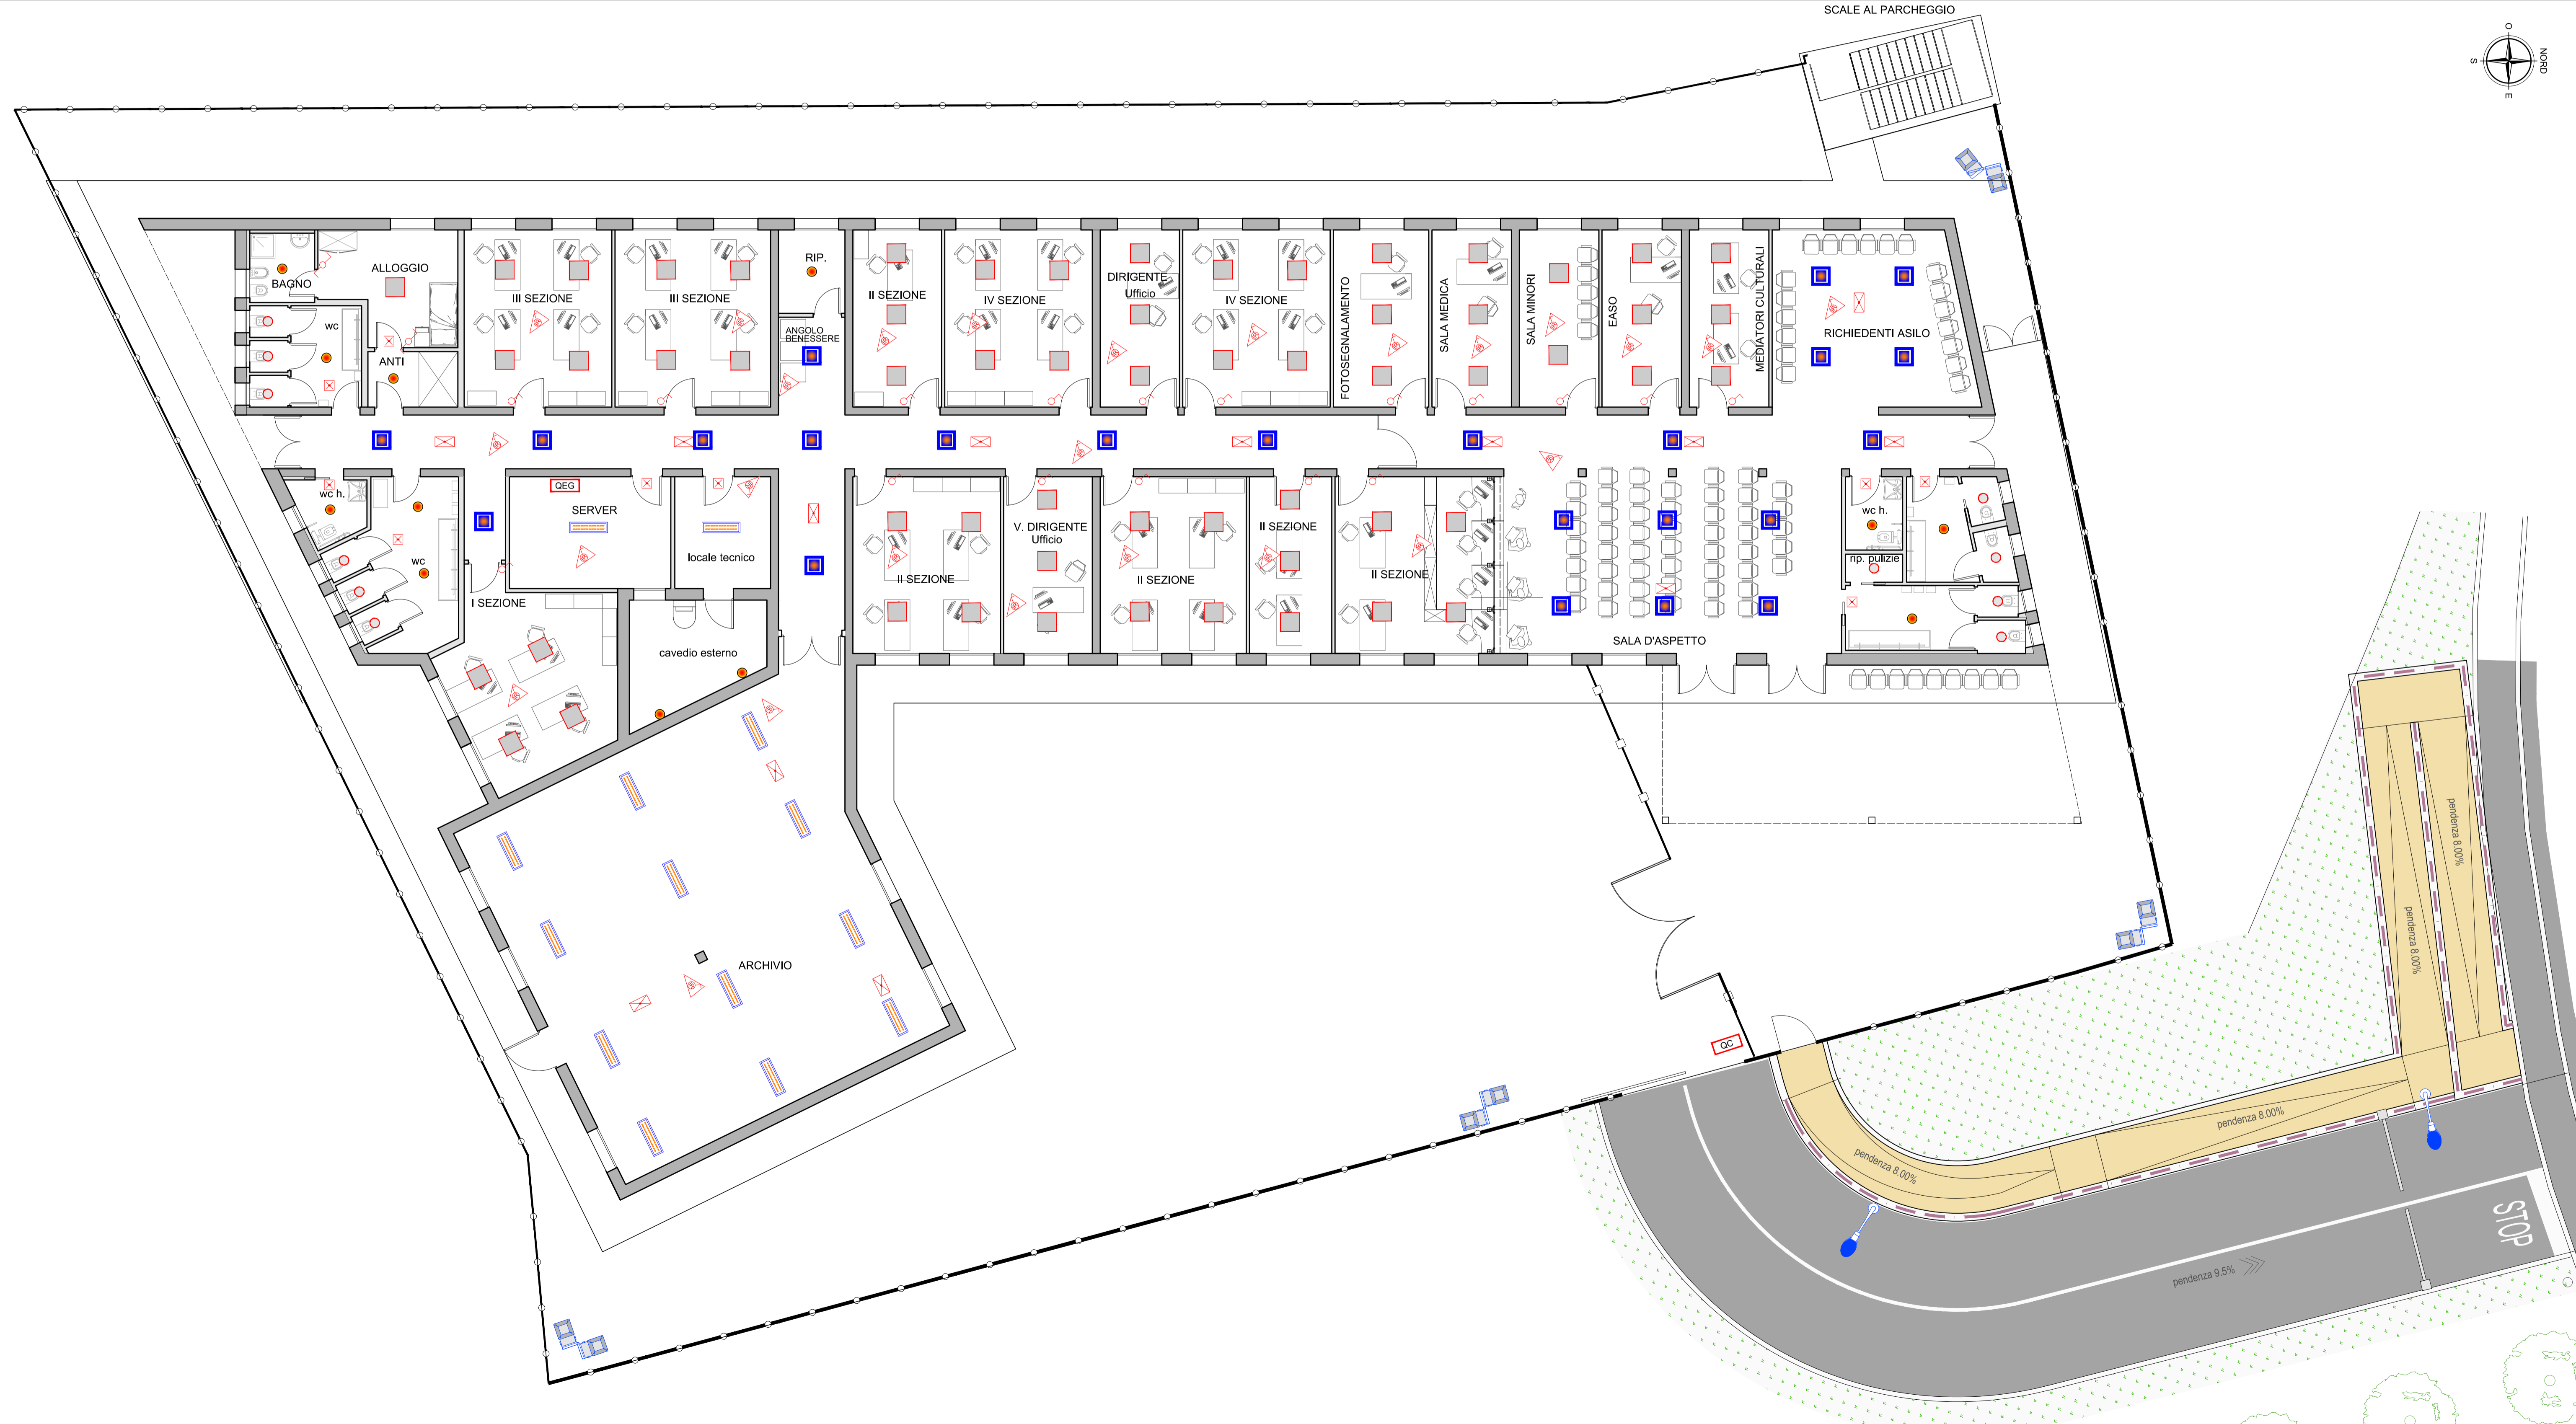 SCALE AL PARCHEGGIO
O
NORD
S
E
ALLOGGIO
BAGNO
III SEZIONE
III SEZIONE
RIP.
II SEZIONE
IV SEZIONE
DIRIGENTE
Ufficio
IV SEZIONE
FOTOSEGNALAMENTO
SALA MEDICA
SALA MINORI
EASO
MEDIATORI CULTURALI
RICHIEDENTI ASILO
wc
ANTI
ANGOLO
BENESSERE
wc h.
wc
QEG
SERVER
locale tecnico
I SEZIONE
cavedio esterno
II SEZIONE
V. DIRIGENTE
Ufficio
II SEZIONE
II SEZIONE
II SEZIONE
SALA D'ASPETTO
wc h.
rip. pulizie
ARCHIVIO
QC
pendenza 8.00%
pendenza 8.00%
pendenza 8.00%
pendenza 8.00%
pendenza 9.5%
STOP